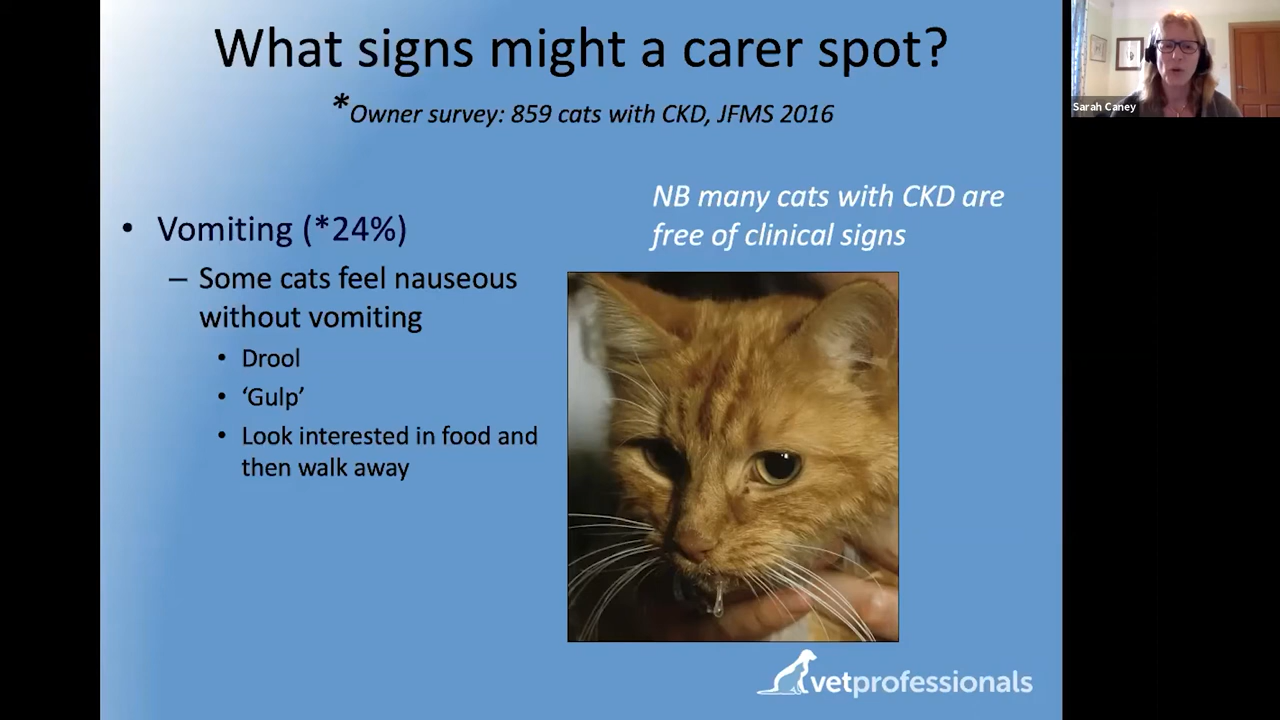 What signs might a carer spot?
*Owner survey: 859 cats with CKD, JFMS 2016
NB many cats with CKD are
free of clinical signs
• Vomiting (*24%)
– Some cats feel nauseous
without vomiting
• Drool
• ‘Gulp’
• Look interested in food and
then walk away
vetprofessionals
Sarah Caney